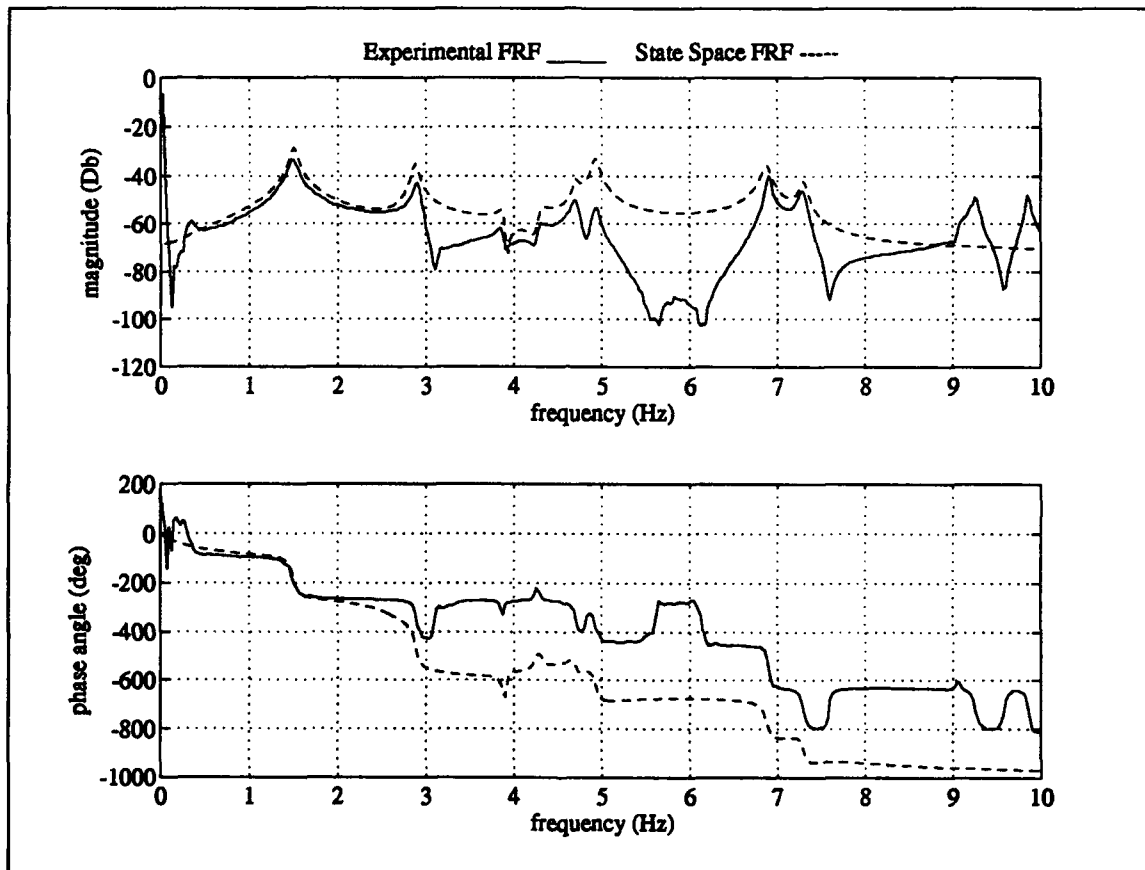 Experimental FRF ______ State Space FRF -----
0
-20
-40
-60
-80
-100
-120
magnitude (Db)
0 1 2 3 4 5 6 7 8 9 10
frequency (Hz)
200
0
-200
-400
-600
-800
-1000
phase angle (deg)
0 1 2 3 4 5 6 7 8 9 10
frequency (Hz)